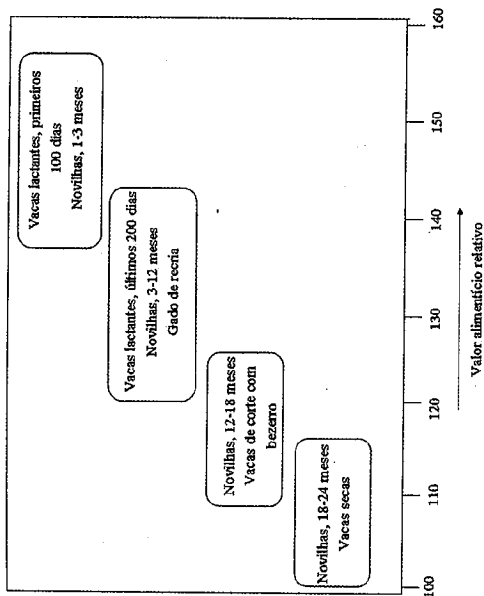 Vacas lactantes, primeiros
100 dias
Novilhas, 1-3 meses
Vacas lactantes, últimos 200 dias
Novilhas, 3-12 meses
Gado de recria
Novilhas, 12-18 meses
Vacas de corte com
bezerro
Novilhas, 18-24 meses
Vacas secas
100 110 120 130 140 150 160
Valor alimentício relativo